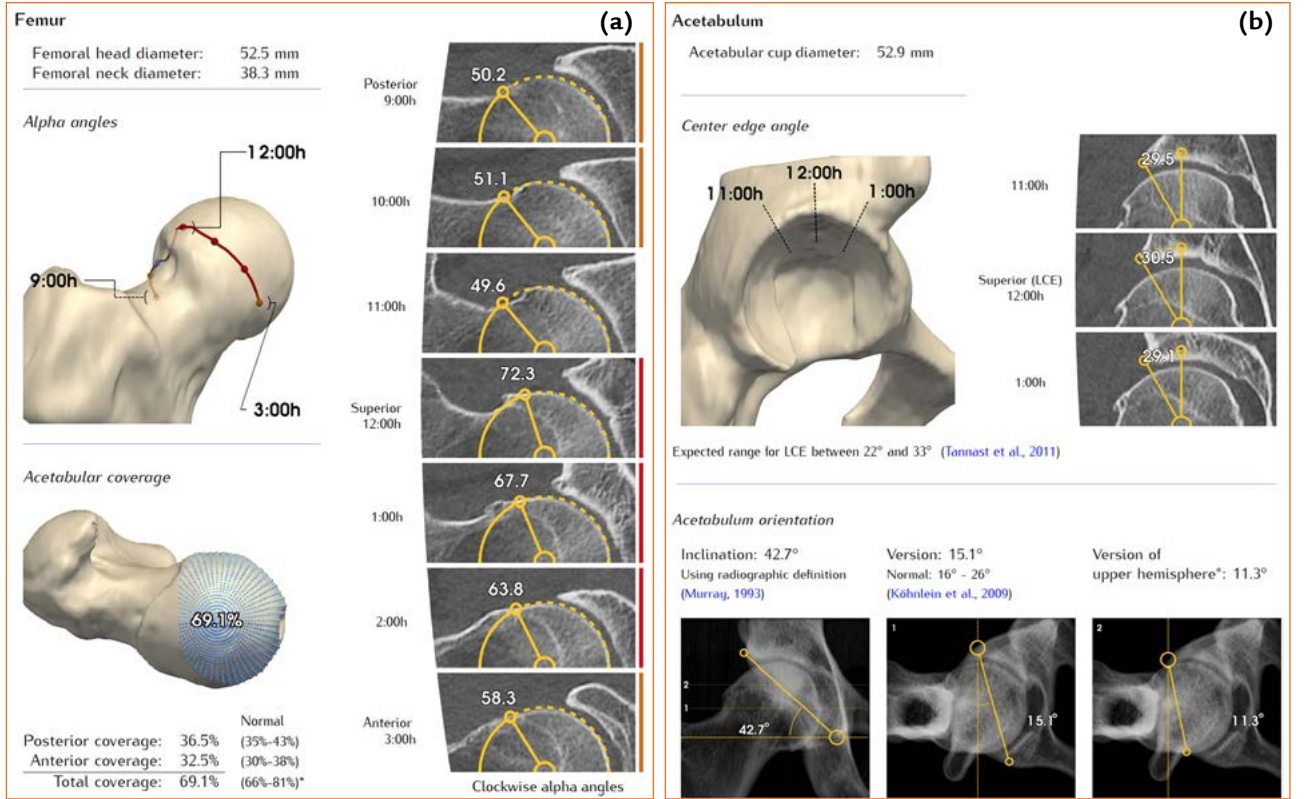 Femur
(a)
Femoral head diameter: 52.5 mm
Femoral neck diameter: 38.3 mm
Alpha angles
12:00h
9:00h
3:00h
Acetabular coverage
69.1%
Normal
Posterior coverage: 36.5% (35%-43%)
Anterior coverage: 32.5% (30%-38%)
Total coverage: 69.1% (66%-81%)*
Posterior
9:00h
50.2
10:00h
51.1
11:00h
49.6
Superior
12:00h
72.3
1:00h
67.7
2:00h
63.8
Anterior
3:00h
58.3
Clockwise alpha angles
Acetabulum
(b)
Acetabular cup diameter: 52.9 mm
Center edge angle
11:00h
12:00h
1:00h
11:00h
29.5
Superior (LCE)
12:00h
30.5
1:00h
29.1
Expected range for LCE between 22° and 33° (Tannast et al., 2011)
Acetabulum orientation
Inclination: 42.7°
Using radiographic definition
(Murray, 1993)
Version: 15.1°
Normal: 16° - 26°
(Köhnlein et al., 2009)
Version of
upper hemisphere*: 11.3°
2
1
42.7°
1
15.1°
2
11.3°